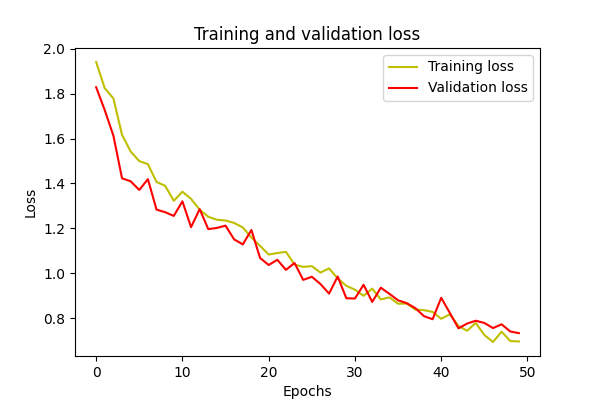 Training and validation loss
Training loss
Validation loss
2.0
1.8
1.6
1.4
1.2
1.0
0.8
Loss
0 10 20 30 40 50
Epochs